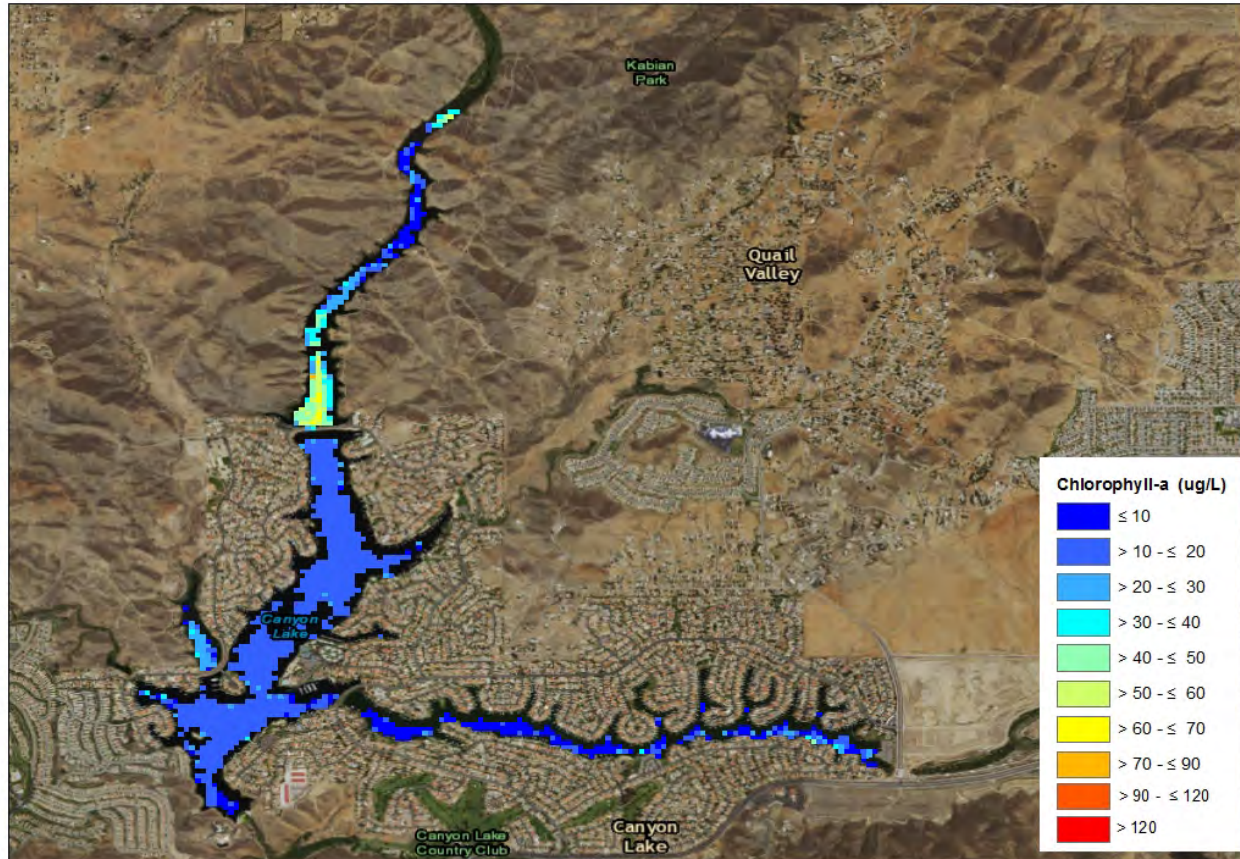 Kabian
Park
Quail
Valley
Canyon
Lake
Canyon Lake
Country Club
Canyon
Lake
Chlorophyll-a (ug/L)
≤ 10
> 10 - ≤ 20
> 20 - ≤ 30
> 30 - ≤ 40
> 40 - ≤ 50
> 50 - ≤ 60
> 60 - ≤ 70
> 70 - ≤ 90
> 90 - ≤ 120
> 120